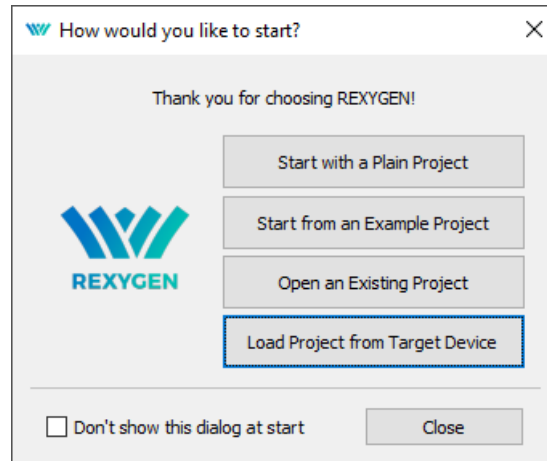 How would you like to start?
Thank you for choosing REXYGEN!
Start with a Plain Project
Start from an Example Project
REXYGEN
Open an Existing Project
Load Project from Target Device
Don't show this dialog at start
Close